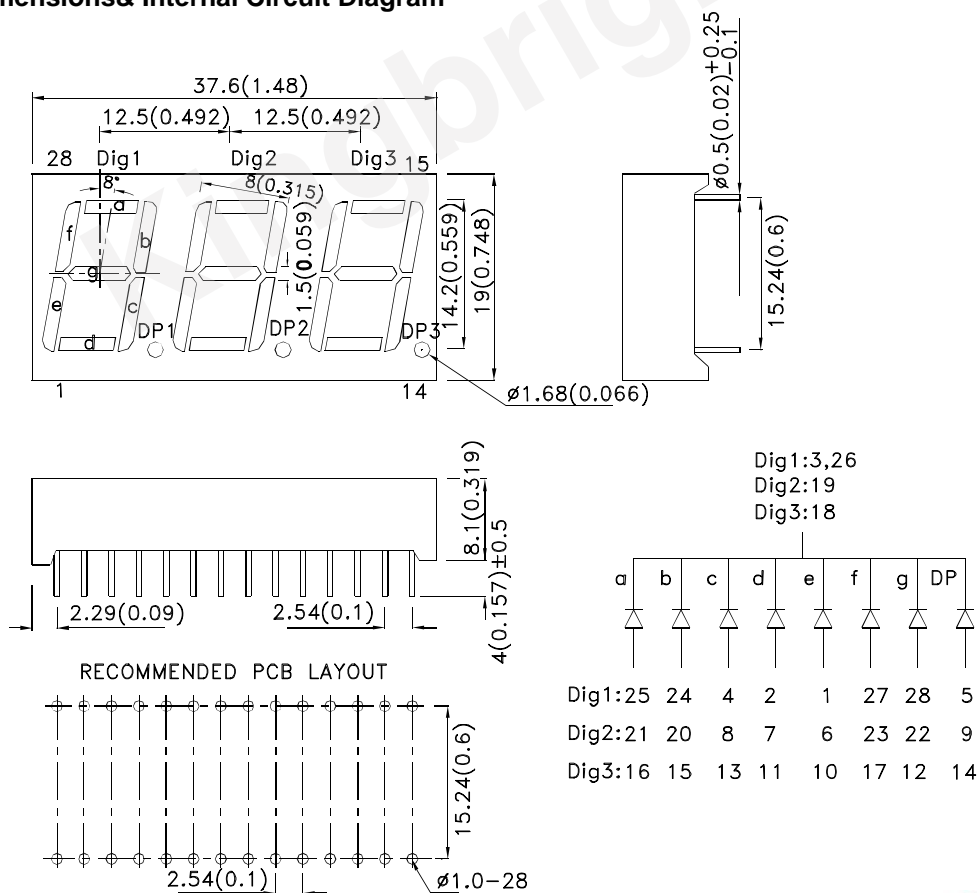 mensions& Internal Circuit Diagram
Kingbright
37.6(1.48)
12.5(0.492) 12.5(0.492)
28 Dig1 Dig2 Dig3 15
8°
8(0.315)
a
f
b
g
e
c
d
1.5(0.059)
14.2(0.559)
19(0.748)
DP1 DP2 DP3
1 14
ø1.68(0.066)
ø0.5(0.02)+0.25
-0.1
15.24(0.6)
8.1(0.319)
4(0.157)±0.5
2.29(0.09) 2.54(0.1)
RECOMMENDED PCB LAYOUT
15.24(0.6)
2.54(0.1) ø1.0-28
Dig1:3,26
Dig2:19
Dig3:18
a b c d e f g DP
Dig1:25 24 4 2 1 27 28 5
Dig2:21 20 8 7 6 23 22 9
Dig3:16 15 13 11 10 17 12 14